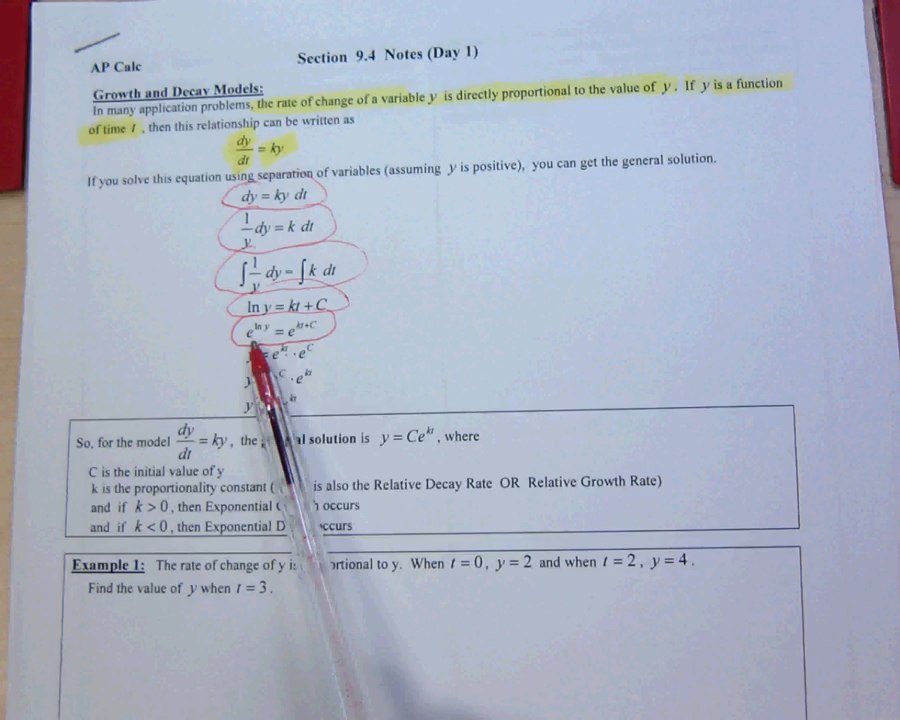 AP Calc
Section 9.4 Notes (Day 1)
Growth and Decay Models:
In many application problems, the rate of change of a variable y is directly proportional to the value of y. If y is a function
of time t, then this relationship can be written as
dy/dt = ky
If you solve this equation using separation of variables (assuming y is positive), you can get the general solution.
dy = ky dt
1/y dy = k dt
∫ 1/y dy = ∫ k dt
ln y = kt + C
e^(ln y) = e^(kt+C)
= e^(kt) · e^C
y C · e^(kt)
y kt
So, for the model dy/dt = ky, the al solution is y = Ce^(kt), where
C is the initial value of y
k is the proportionality constant ( is also the Relative Decay Rate OR Relative Growth Rate)
and if k > 0, then Exponential occurs
and if k < 0, then Exponential D occurs
Example 1: The rate of change of y is ortional to y. When t = 0, y = 2 and when t = 2, y = 4.
Find the value of y when t = 3.